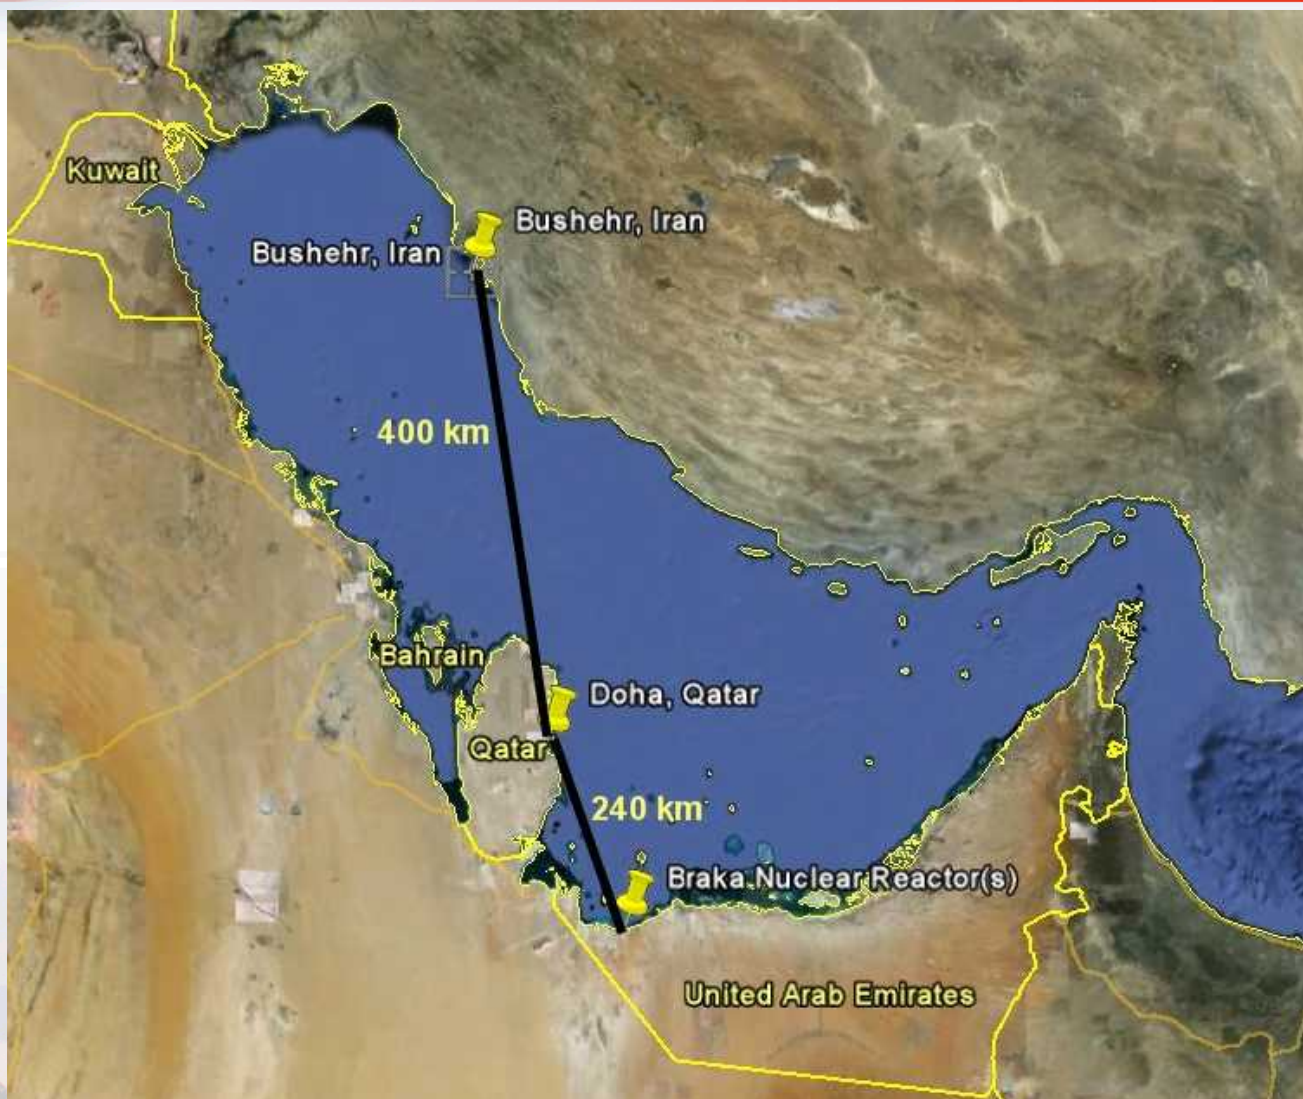 Kuwait
Bushehr, Iran
Bushehr, Iran
400 km
Bahrain
Doha, Qatar
Qatar
240 km
Braka Nuclear Reactor(s)
United Arab Emirates